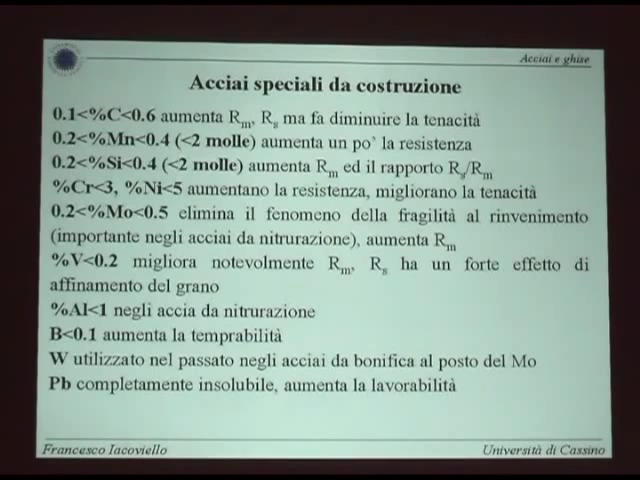 Acciai e ghise
Acciai speciali da costruzione
0.1<%C<0.6 aumenta Rm, Rs ma fa diminuire la tenacità
0.2<%Mn<0.4 (<2 molle) aumenta un po` la resistenza
0.2<%Si<0.4 (<2 molle) aumenta Rm ed il rapporto Rs/Rm
%Cr<3, %Ni<5 aumentano la resistenza, migliorano la tenacità
0.2<%Mo<0.5 elimina il fenomeno della fragilità al rinvenimento
(importante negli acciai da nitrurazione), aumenta Rm
%V<0.2 migliora notevolmente Rm, Rs ha un forte effetto di
affinamento del grano
%Al<1 negli accia da nitrurazione
B<0.1 aumenta la temprabilità
W utilizzato nel passato negli acciai da bonifica al posto del Mo
Pb completamente insolubile, aumenta la lavorabilità
Francesco Iacoviello
Università di Cassino